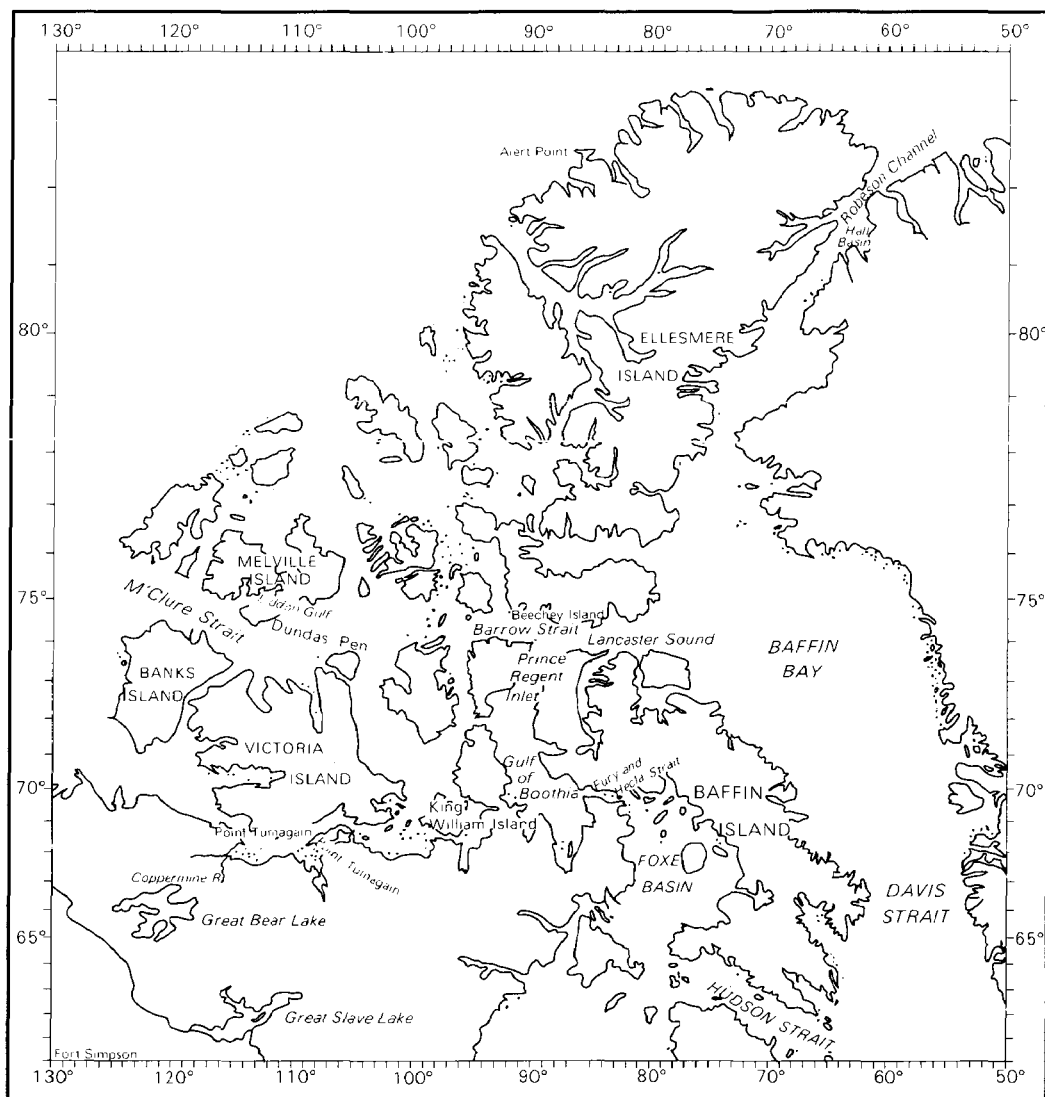 130° 120° 110° 100° 90° 80° 70° 60° 50°
Alert Point
Robeson Channel
Hall
Basin
80° 80°
ELLESMERE
ISLAND
MELVILLE
ISLAND
75° 75°
M'Clure Strait
Gulf
Dundas Pen
Beechey Island
Barrow Strait
Lancaster Sound
BAFFIN
BAY
Prince
Regent
Inlet
BANKS
ISLAND
VICTORIA
ISLAND
Gulf
of
Boothia
Fury and
Hecla Strait
70° 70°
BAFFIN
ISLAND
King
William Island
Point Turnagain
Point Turnagain
FOXE
BASIN
Coppermine R.
Great Bear Lake
DAVIS
STRAIT
65° 65°
HUDSON STRAIT
Great Slave Lake
Fort Simpson
130° 120° 110° 100° 90° 80° 70° 60° 50°